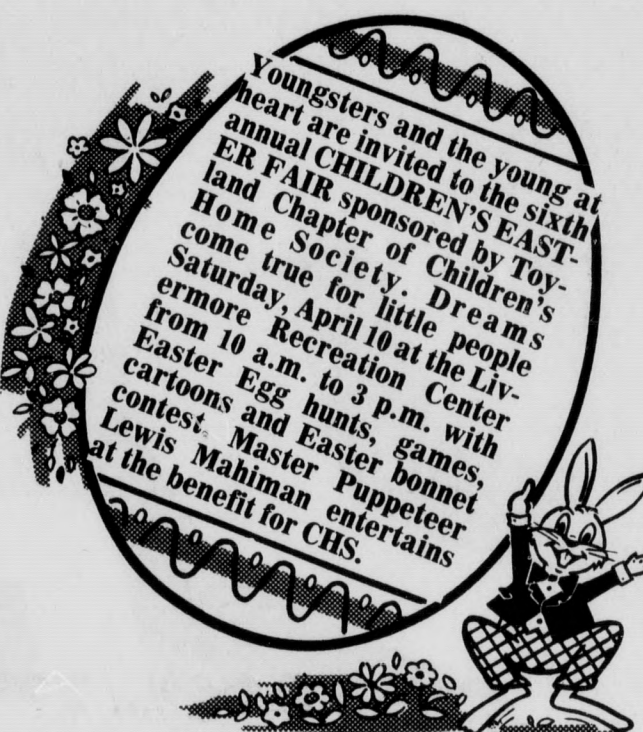 Youngsters and the young at
heart are invited to the sixth
annual CHILDREN'S EAST-
ER FAIR sponsored by Toy-
land Chapter of Children's
Home Society. Dreams
come true for little people
Saturday, April 10 at the Liv-
ermore Recreation Center
from 10 a.m. to 3 p.m. with
Easter Egg hunts, games,
cartoons and Easter bonnet
contest. Master Puppeteer
Lewis Mahiman entertains
at the benefit for CHS.